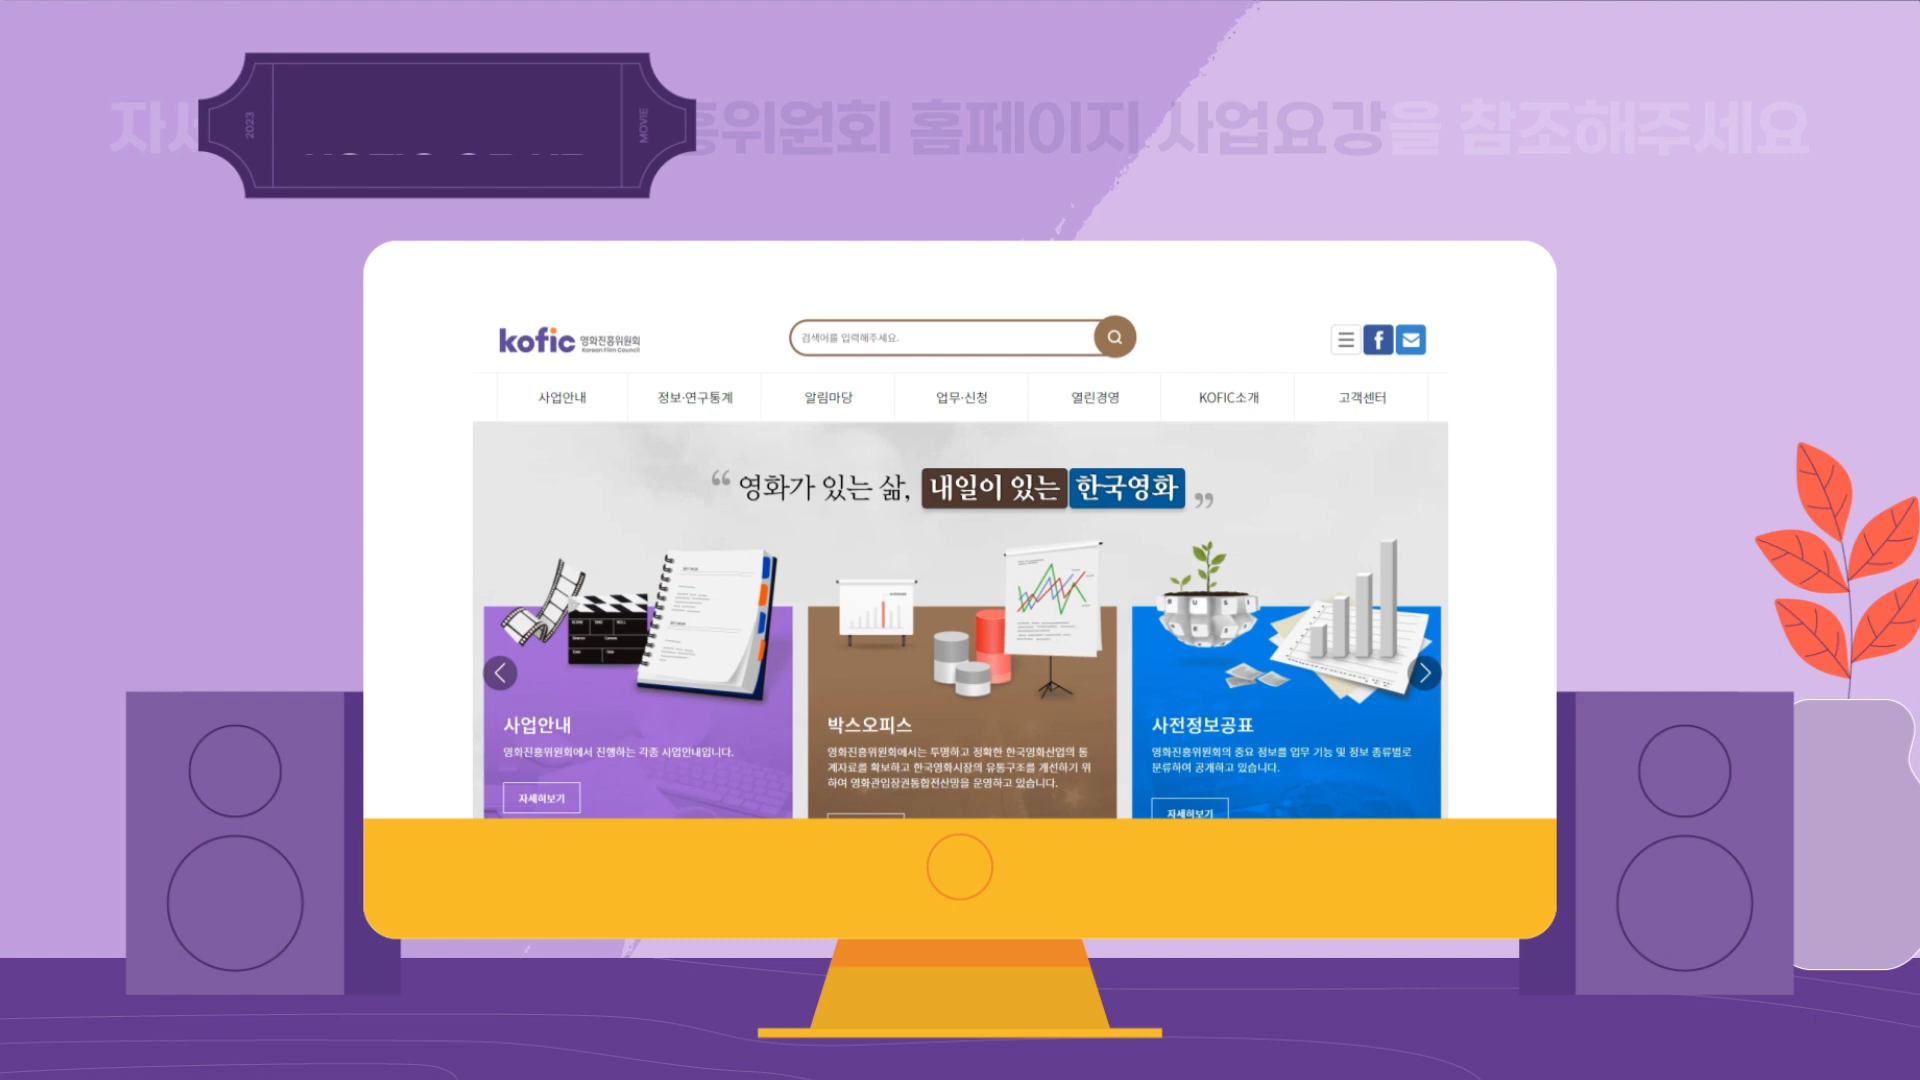 자세 흥위원회 홈페이지 사업요강을 참조해주세요
2023
MOVIE
kofic 영화진흥위원회
Korean Film Council
검색어를 입력해주세요.
사업안내 정보·연구통계 알림마당 업무·신청 열린경영 KOFIC소개 고객센터
“ 영화가 있는 삶, 내일이 있는 한국영화 ”
사업안내
영화진흥위원회에서 진행하는 각종 사업안내입니다.
자세히보기
박스오피스
영화진흥위원회에서는 투명하고 정확한 한국영화산업의 통
계자료를 확보하고 한국영화시장의 유통구조를 개선하기 위
하여 영화관입장권통합전산망을 운영하고 있습니다.
사전정보공표
영화진흥위원회의 중요 정보를 업무 기능 및 정보 종류별로
분류하여 공개하고 있습니다.
자세히보기